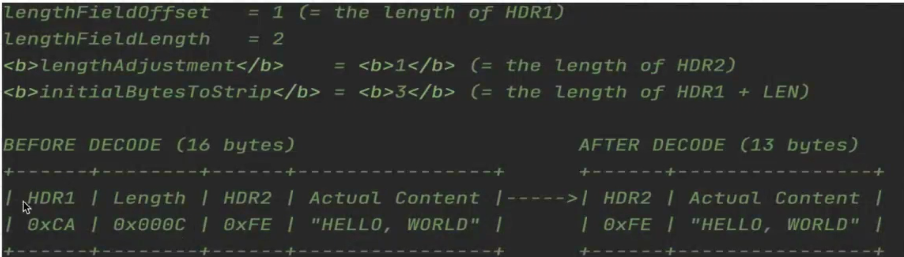 lengthFieldOffset   = 1 (= the length of HDR1)
lengthFieldLength   = 2
<b>lengthAdjustment</b>    = <b>1</b> (= the length of HDR2)
<b>initialBytesToStrip</b> = <b>3</b> (= the length of HDR1 + LEN)
BEFORE DECODE (16 bytes)                       AFTER DECODE (13 bytes)
+------+--------+------+----------------+      +------+----------------+
| HDR1 | Length | HDR2 | Actual Content |----->| HDR2 | Actual Content |
| 0xCA | 0x000C | 0xFE | "HELLO, WORLD" |      | 0xFE | "HELLO, WORLD" |
+------+--------+------+----------------+      +------+----------------+